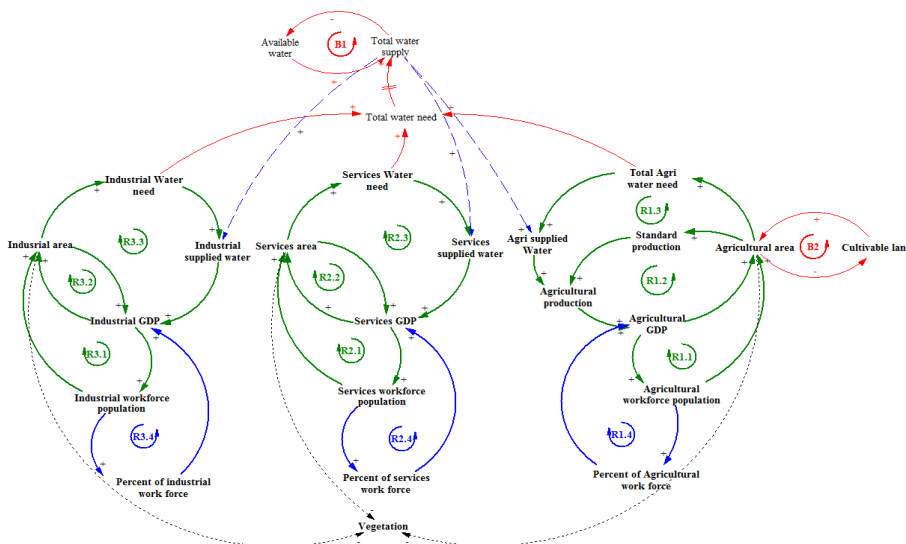 Available
water
B1
Total water
supply
Total water need
Industrial Water
need
Services Water
need
Total Agri
water need
R3.3
R2.3
R1.3
Indusrial area
Industrial
supplied water
Services area
Services
supplied water
Agri supplied
Water
Standard
production
Agricultural area
B2
Cultivable lan
R3.2
R2.2
R1.2
Agricultural
production
Industrial GDP
Services GDP
Agricultural
GDP
R3.1
R2.1
R1.1
Industrial workforce
population
Services workforce
population
Agricultural
workforce population
R3.4
R2.4
R1.4
Percent of industrial
work force
Percent of services
work force
Percent of Agricultural
work force
Vegetation